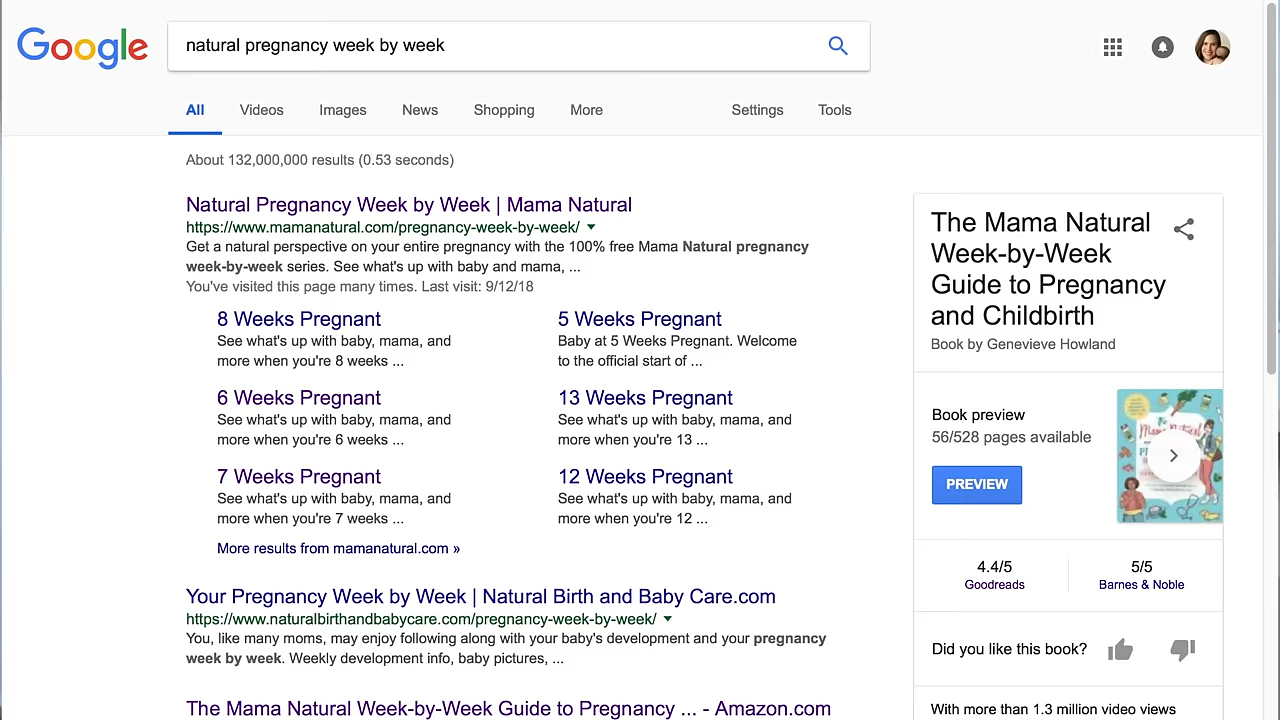 Google
natural pregnancy week by week
All Videos Images News Shopping More Settings Tools
About 132,000,000 results (0.53 seconds)
Natural Pregnancy Week by Week | Mama Natural
https://www.mamanatural.com/pregnancy-week-by-week/
Get a natural perspective on your entire pregnancy with the 100% free Mama Natural pregnancy
week-by-week series. See what's up with baby and mama, ...
You've visited this page many times. Last visit: 9/12/18
8 Weeks Pregnant
See what's up with baby, mama, and
more when you're 8 weeks ...
5 Weeks Pregnant
Baby at 5 Weeks Pregnant. Welcome
to the official start of ...
6 Weeks Pregnant
See what's up with baby, mama, and
more when you're 6 weeks ...
13 Weeks Pregnant
See what's up with baby, mama, and
more when you're 13 ...
7 Weeks Pregnant
See what's up with baby, mama, and
more when you're 7 weeks ...
12 Weeks Pregnant
See what's up with baby, mama, and
more when you're 12 ...
More results from mamanatural.com »
Your Pregnancy Week by Week | Natural Birth and Baby Care.com
https://www.naturalbirthandbabycare.com/pregnancy-week-by-week/
You, like many moms, may enjoy following along with your baby's development and your pregnancy
week by week. Weekly development info, baby pictures, ...
The Mama Natural Week-by-Week Guide to Pregnancy ... - Amazon.com
The Mama Natural
Week-by-Week
Guide to Pregnancy
and Childbirth
Book by Genevieve Howland
Book preview
56/528 pages available
PREVIEW
4.4/5
Goodreads
5/5
Barnes & Noble
Did you like this book?
With more than 1.3 million video views